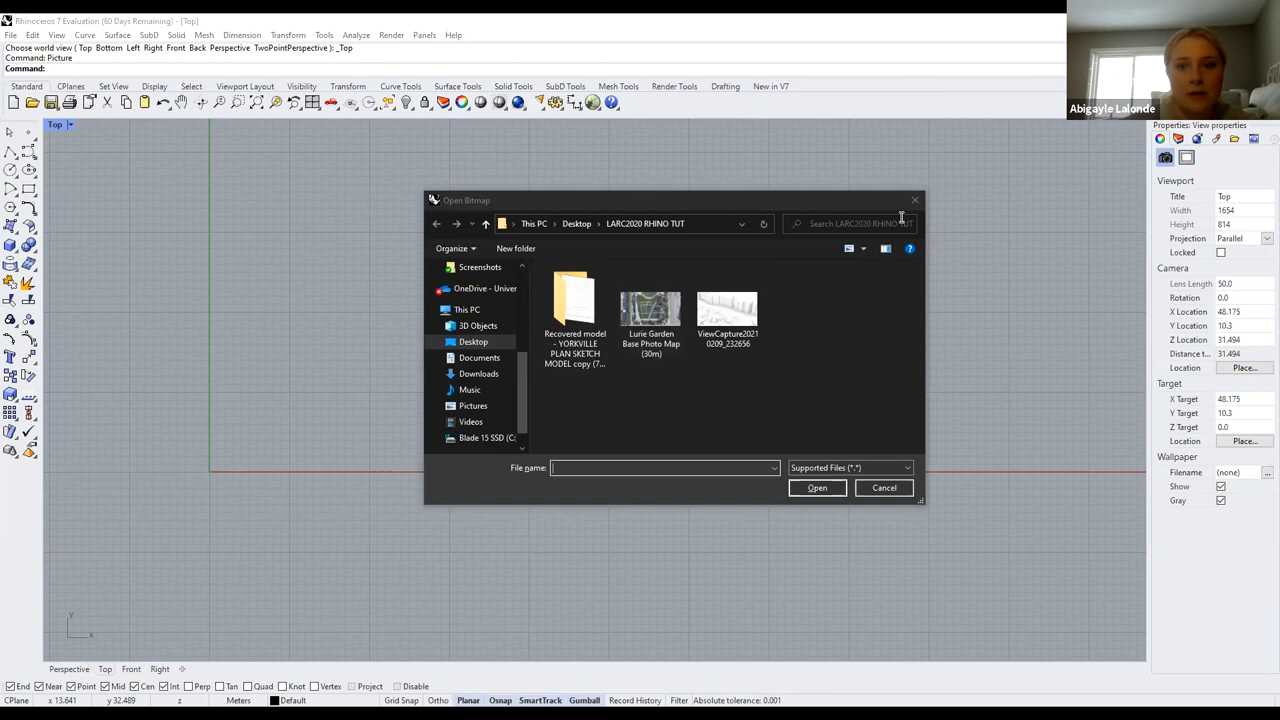 Rhinoceros 7 Evaluation (60 Days Remaining) - [Top]
File Edit View Curve Surface SubD Solid Mesh Dimension Transform Tools Analyze Render Panels Help
Choose world view ( Top Bottom Left Right Front Back Perspective TwoPointPerspective ): _Top
Command: Picture
Command:
Standard CPlanes Set View Display Select Viewport Layout Visibility Transform Curve Tools Surface Tools Solid Tools SubD Tools Mesh Tools Render Tools Drafting New in V7
Abigayle Lalonde
Top
Open Bitmap
This PC > Desktop > LARC2020 RHINO TUT
Search LARC2020 RHINO TUT
Organize New folder
Screenshots
OneDrive - Univer
This PC
3D Objects
Desktop
Documents
Downloads
Music
Pictures
Videos
Blade 15 SSD (C:
Recovered model
- YORKVILLE
PLAN SKETCH
MODEL copy (7...
Lurie Garden
Base Photo Map
(30m)
ViewCapture2021
0209_232656
File name:
Supported Files (*.*)
Open Cancel
Properties: View properties
Viewport
Title Top
Width 1654
Height 814
Projection Parallel
Locked
Camera
Lens Length 50.0
Rotation 0.0
X Location 48.175
Y Location 10.3
Z Location 31.494
Distance t... 31.494
Location Place...
Target
X Target 48.175
Y Target 10.3
Z Target 0.0
Location Place...
Wallpaper
Filename (none) ...
Show
Gray
y
x
Perspective Top Front Right
End Near Point Mid Cen Int Perp Tan Quad Knot Vertex Project Disable
CPlane x 13.641 y 32.489 z Meters Default Grid Snap Ortho Planar Osnap SmartTrack Gumball Record History Filter Absolute tolerance: 0.001